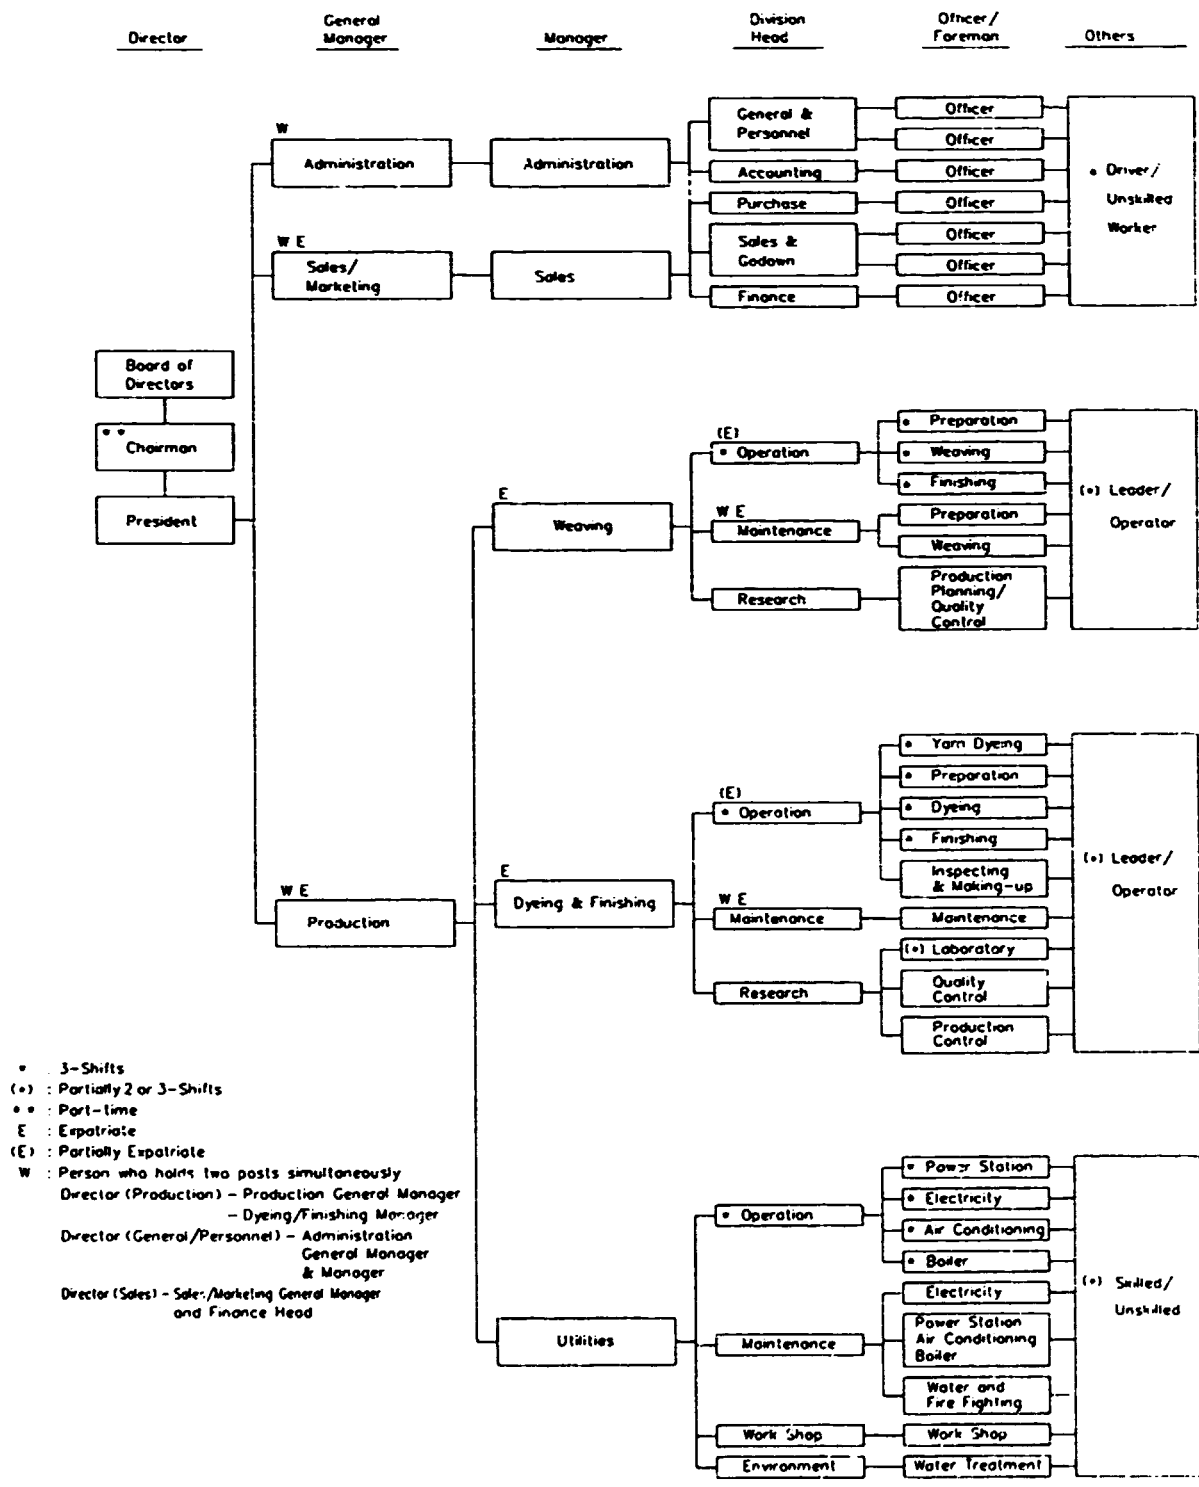 Director
General
Manager
Manager
Division
Head
Officer/
Foreman
Others
W
Administration
Administration
General &
Personnel
Officer
Officer
Accounting
Officer
Purchase
Officer
* Driver/
Unskilled
Worker
W E
Sales/
Marketing
Sales
Sales &
Godown
Officer
Officer
Finance
Officer
Board of
Directors
* *
Chairman
President
E
Weaving
(E)
* Operation
* Preparation
* Weaving
* Finishing
W E
Maintenance
Preparation
Weaving
Research
Production
Planning/
Quality
Control
(*) Leader/
Operator
W E
Production
E
Dyeing & Finishing
(E)
* Operation
* Yarn Dyeing
* Preparation
* Dyeing
* Finishing
Inspecting
& Making-up
W E
Maintenance
Maintenance
Research
(*) Laboratory
Quality
Control
Production
Control
(*) Leader/
Operator
Utilities
* Operation
* Power Station
* Electricity
* Air Conditioning
* Boiler
Maintenance
Electricity
Power Station
Air Conditioning
Boiler
Water and
Fire Fighting
Work Shop
Work Shop
Environment
Water Treatment
(*) Skilled/
Unskilled
* : 3-Shifts
(*) : Partially 2 or 3-Shifts
* * : Part-time
E : Expatriate
(E) : Partially Expatriate
W : Person who holds two posts simultaneously
Director (Production) - Production General Manager
- Dyeing/Finishing Manager
Director (General/Personnel) - Administration
General Manager
& Manager
Director (Sales) - Sales/Marketing General Manager
and Finance Head